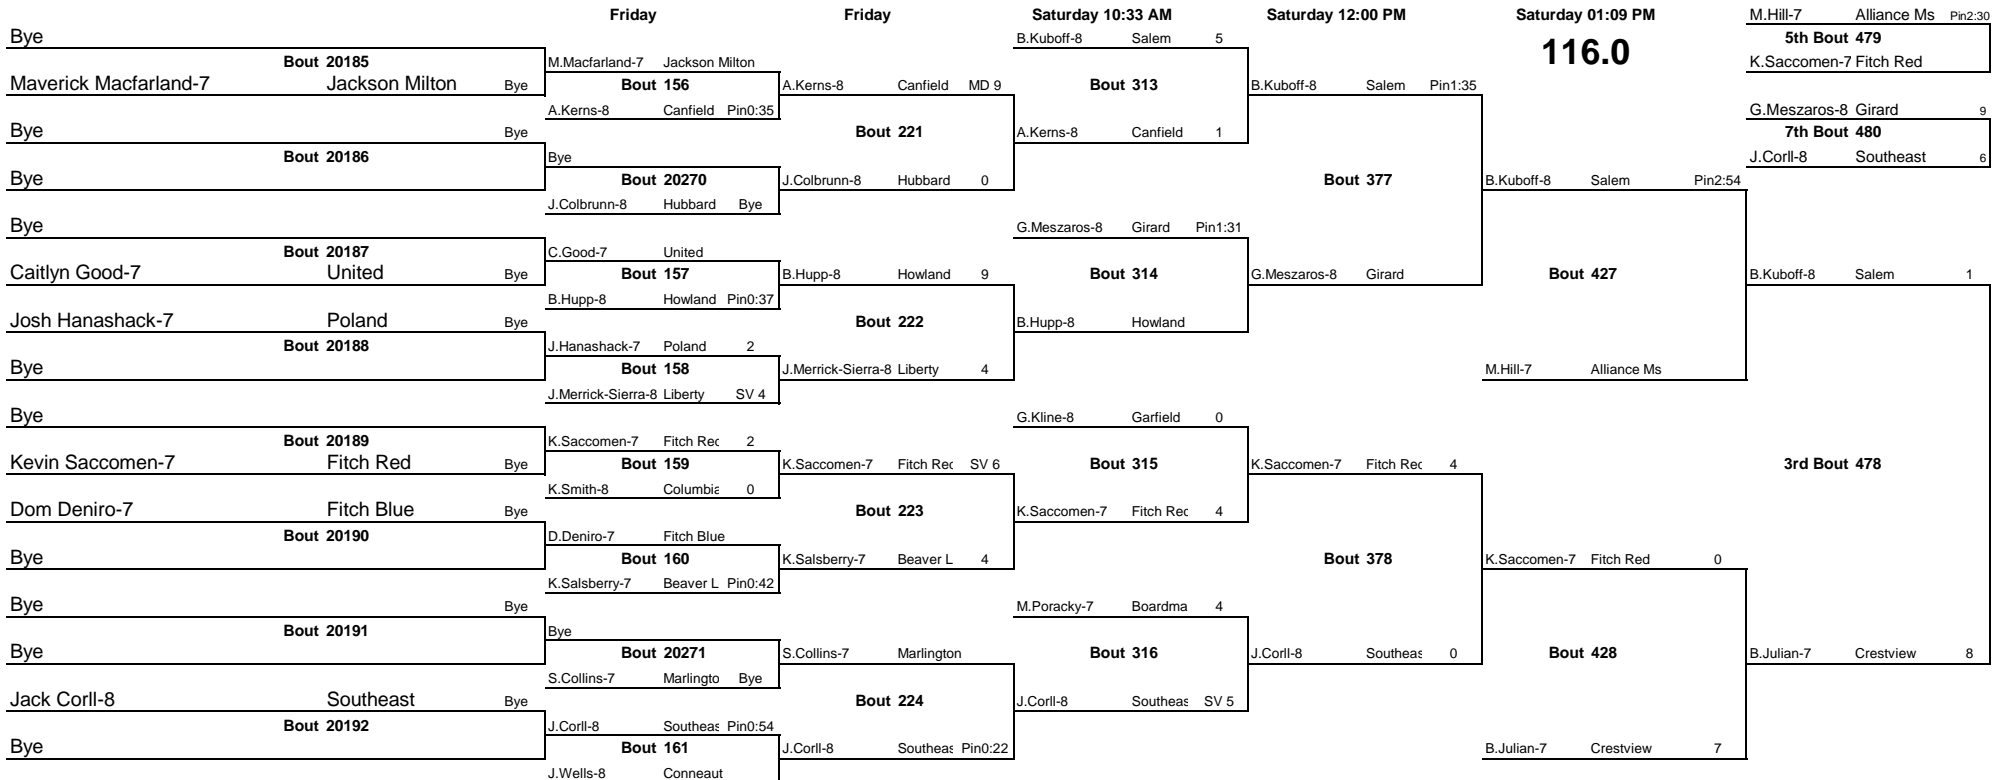 Friday Friday Saturday 10:33 AM Saturday 12:00 PM Saturday 01:09 PM
116.0
Bye
Bout 20185
Maverick Macfarland-7 Jackson Milton Bye
Bye Bye
Bout 20186
Bye
Bye
Bout 20187
Caitlyn Good-7 United Bye
Josh Hanashack-7 Poland Bye
Bout 20188
Bye
Bye
Bout 20189
Kevin Saccomen-7 Fitch Red Bye
Dom Deniro-7 Fitch Blue Bye
Bout 20190
Bye
Bye Bye
Bout 20191
Bye
Jack Corll-8 Southeast Bye
Bout 20192
Bye
M.Macfarland-7 Jackson Milton
Bout 156
A.Kerns-8 Canfield Pin0:35
Bye
Bout 20270
J.Colbrunn-8 Hubbard Bye
C.Good-7 United
Bout 157
B.Hupp-8 Howland Pin0:37
J.Hanashack-7 Poland 2
Bout 158
J.Merrick-Sierra-8 Liberty SV 4
K.Saccomen-7 Fitch Rec 2
Bout 159
K.Smith-8 Columbia 0
D.Deniro-7 Fitch Blue
Bout 160
K.Salsberry-7 Beaver L Pin0:42
Bye
Bout 20271
S.Collins-7 Marlingto Bye
J.Corll-8 Southeas Pin0:54
Bout 161
J.Wells-8 Conneaut
A.Kerns-8 Canfield MD 9
Bout 221
J.Colbrunn-8 Hubbard 0
B.Hupp-8 Howland 9
Bout 222
J.Merrick-Sierra-8 Liberty 4
K.Saccomen-7 Fitch Rec SV 6
Bout 223
K.Salsberry-7 Beaver L 4
S.Collins-7 Marlington
Bout 224
J.Corll-8 Southeas Pin0:22
B.Kuboff-8 Salem 5
Bout 313
A.Kerns-8 Canfield 1
G.Meszaros-8 Girard Pin1:31
Bout 314
B.Hupp-8 Howland
G.Kline-8 Garfield 0
Bout 315
K.Saccomen-7 Fitch Rec 4
M.Poracky-7 Boardma 4
Bout 316
J.Corll-8 Southeas SV 5
B.Kuboff-8 Salem Pin1:35
Bout 377
G.Meszaros-8 Girard
K.Saccomen-7 Fitch Rec 4
Bout 378
J.Corll-8 Southeas 0
B.Kuboff-8 Salem Pin2:54
Bout 427
M.Hill-7 Alliance Ms
K.Saccomen-7 Fitch Red 0
Bout 428
B.Julian-7 Crestview 7
M.Hill-7 Alliance Ms Pin2:30
5th Bout 479
K.Saccomen-7 Fitch Red
G.Meszaros-8 Girard 9
7th Bout 480
J.Corll-8 Southeast 6
B.Kuboff-8 Salem 1
3rd Bout 478
B.Julian-7 Crestview 8